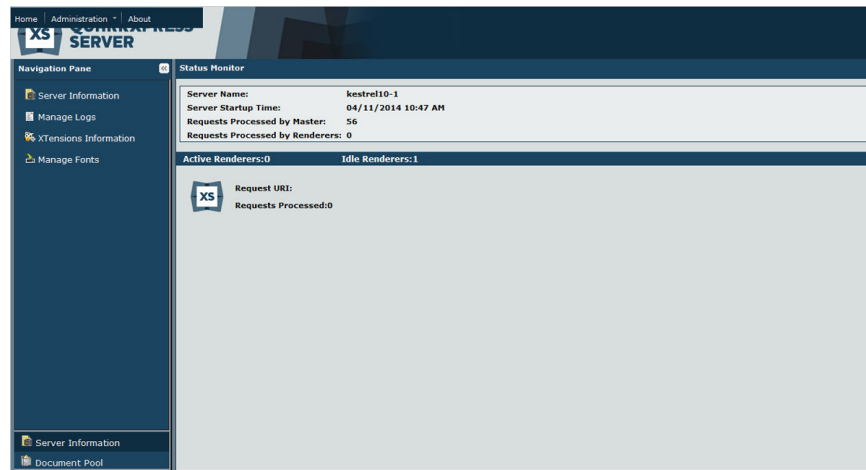 Home Administration About
XS
SERVER
Navigation Pane
Server Information
Manage Logs
XTensions Information
Manage Fonts
Server Information
Document Pool
Status Monitor
Server Name: kestrel10-1
Server Startup Time: 04/11/2014 10:47 AM
Requests Processed by Master: 56
Requests Processed by Renderers: 0
Active Renderers:0 Idle Renderers:1
XS
Request URI:
Requests Processed:0